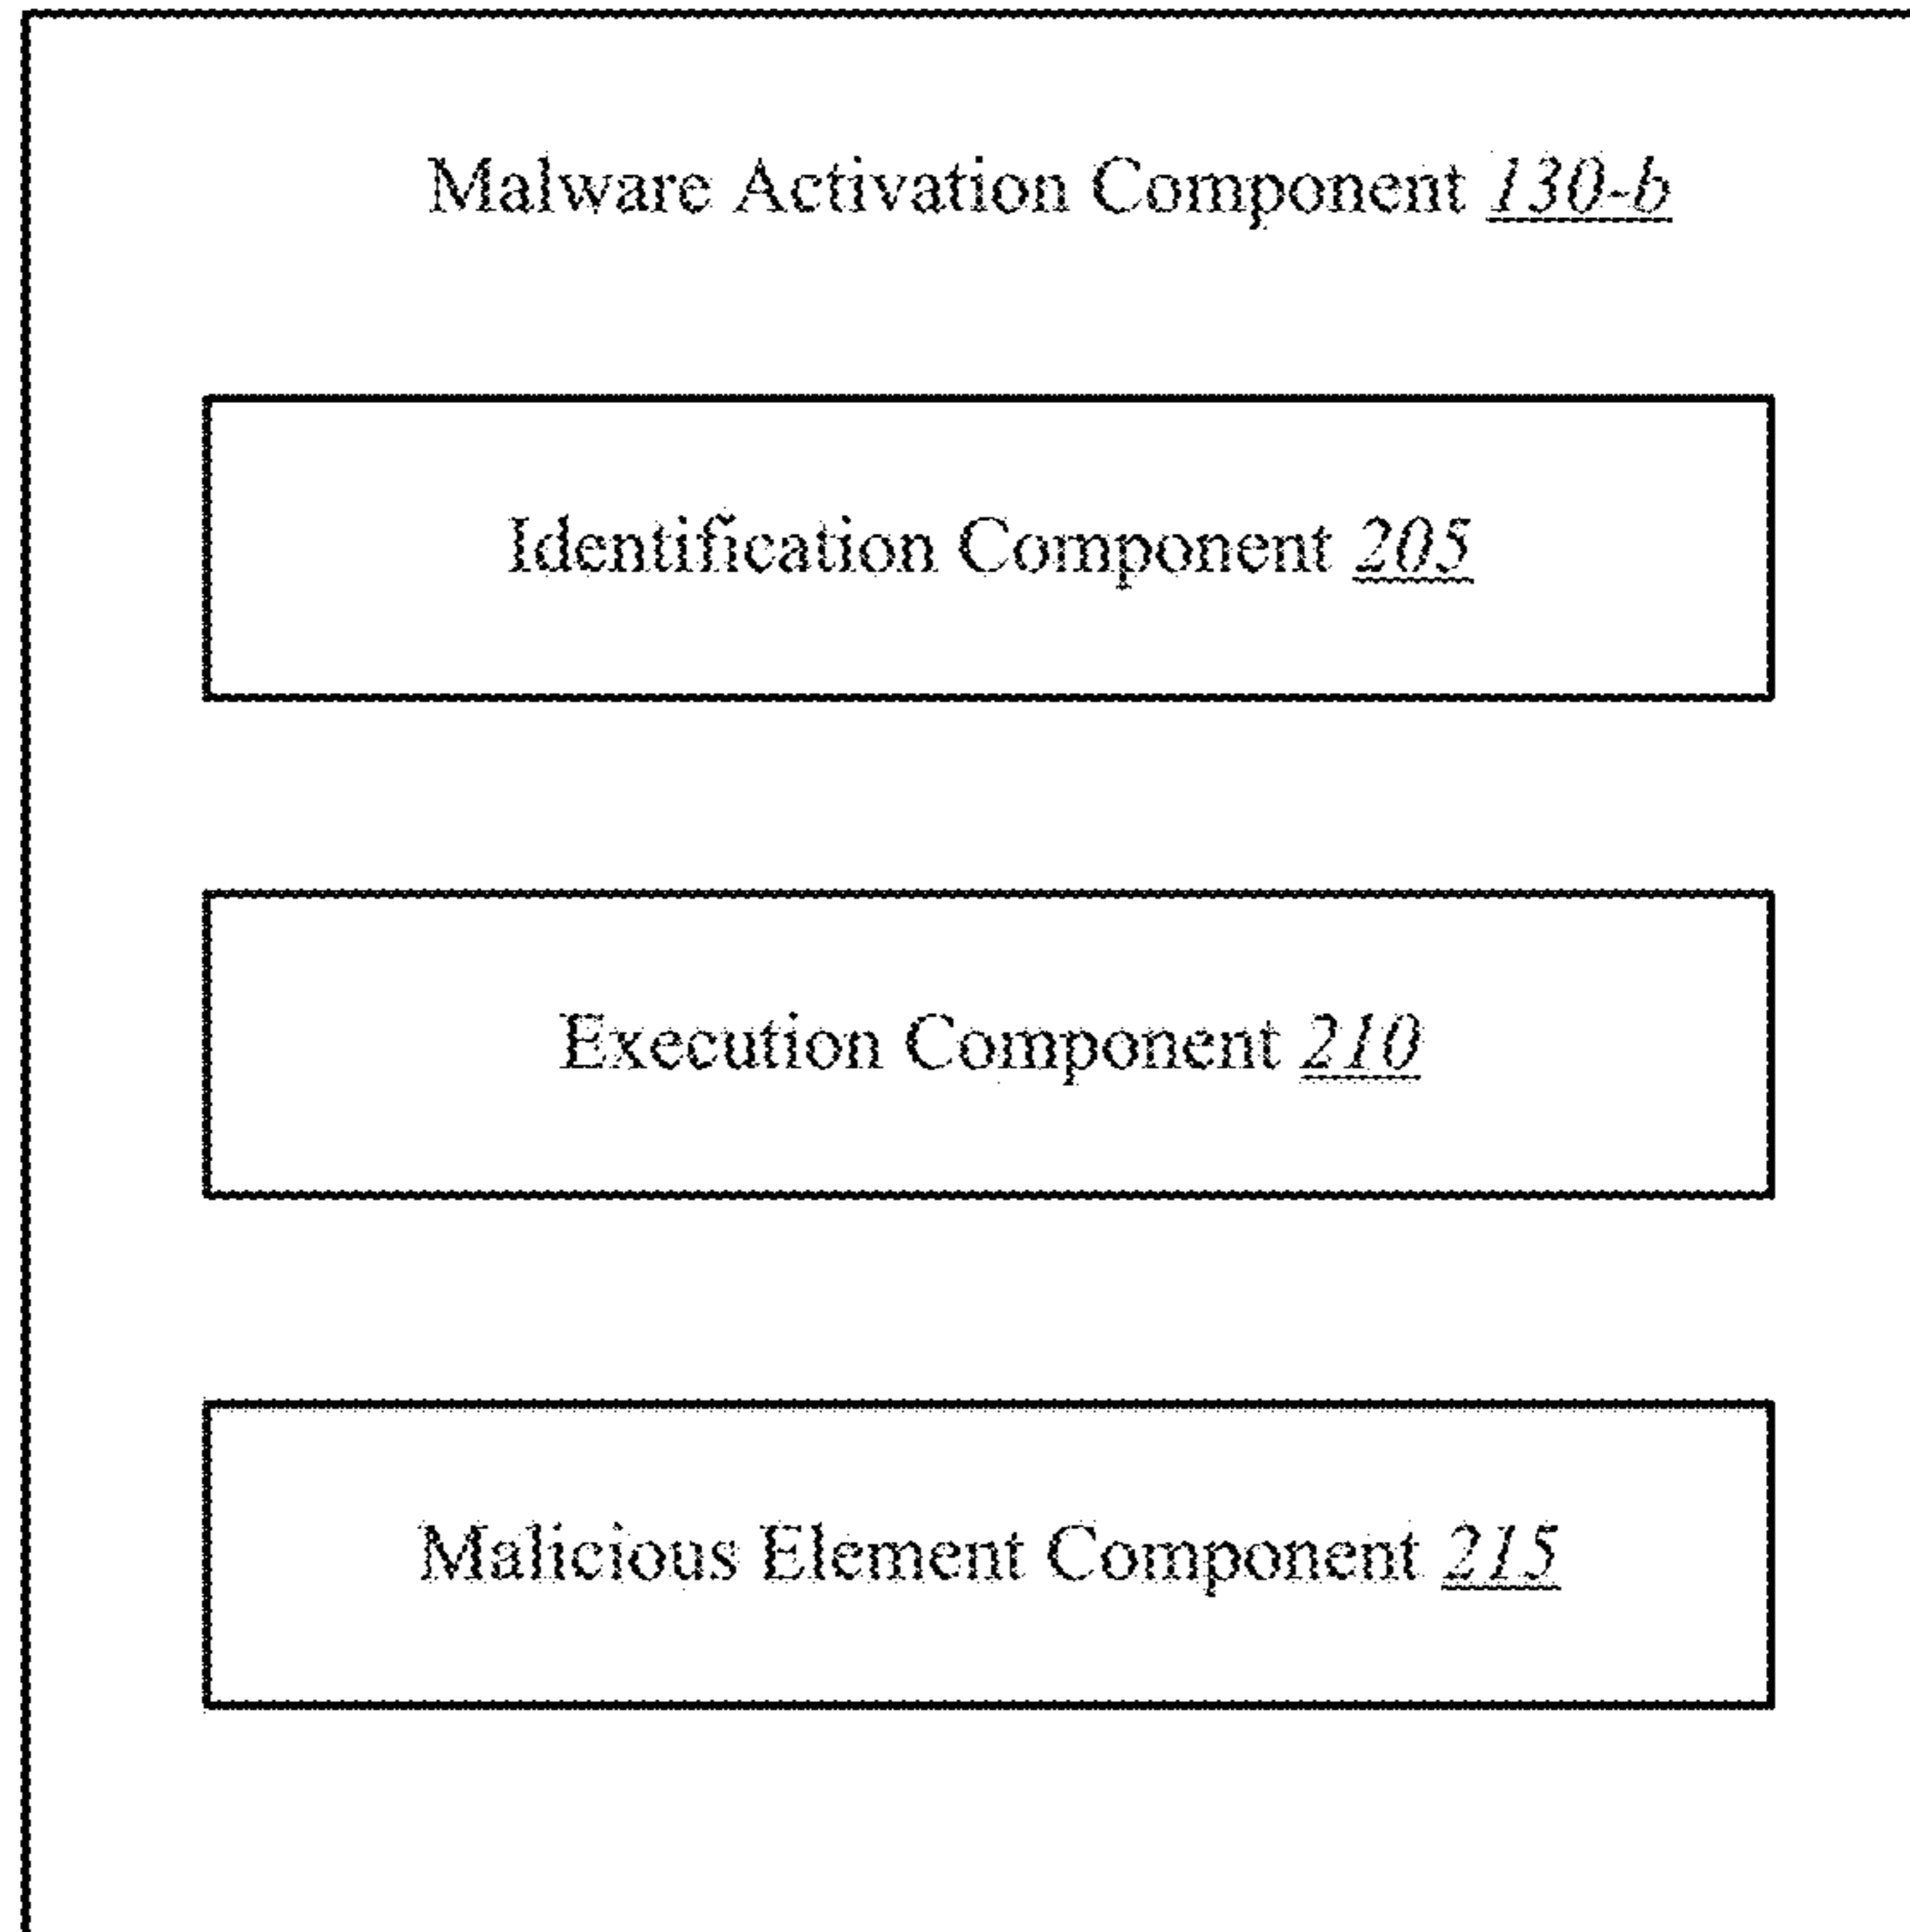 Malware Activation Component 130-b
Identification Component 205
Execution Component 210
Malicious Element Component 215